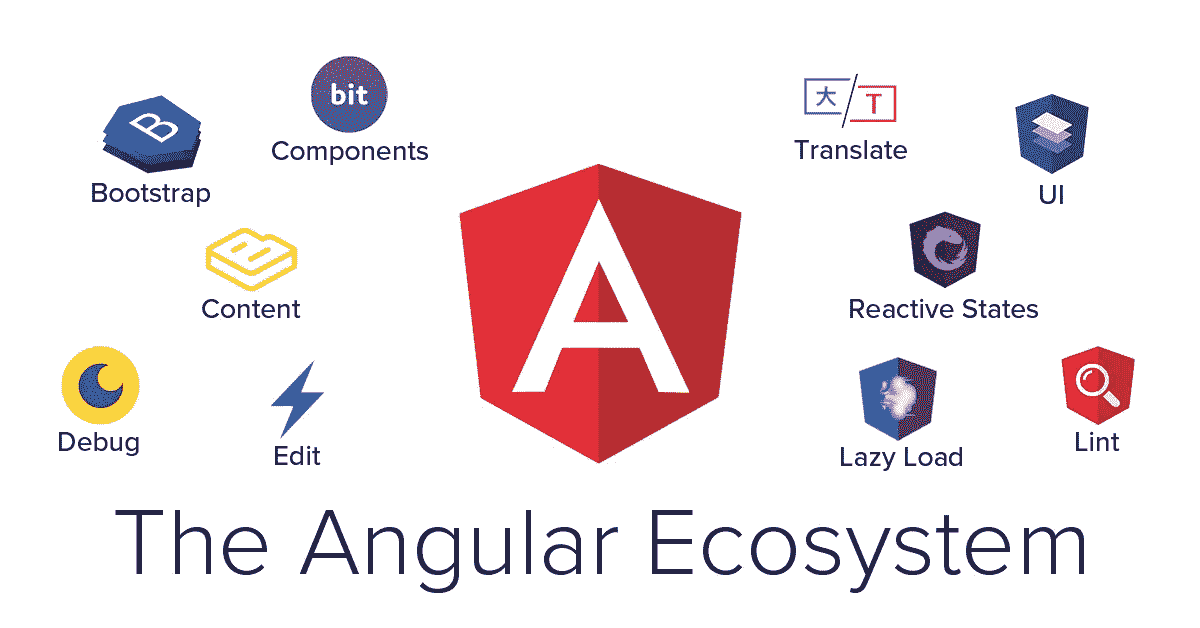 bit
Components
B
Bootstrap
Content
Debug
Edit
A
大
T
Translate
UI
Reactive States
Lazy Load
Lint
The Angular Ecosystem